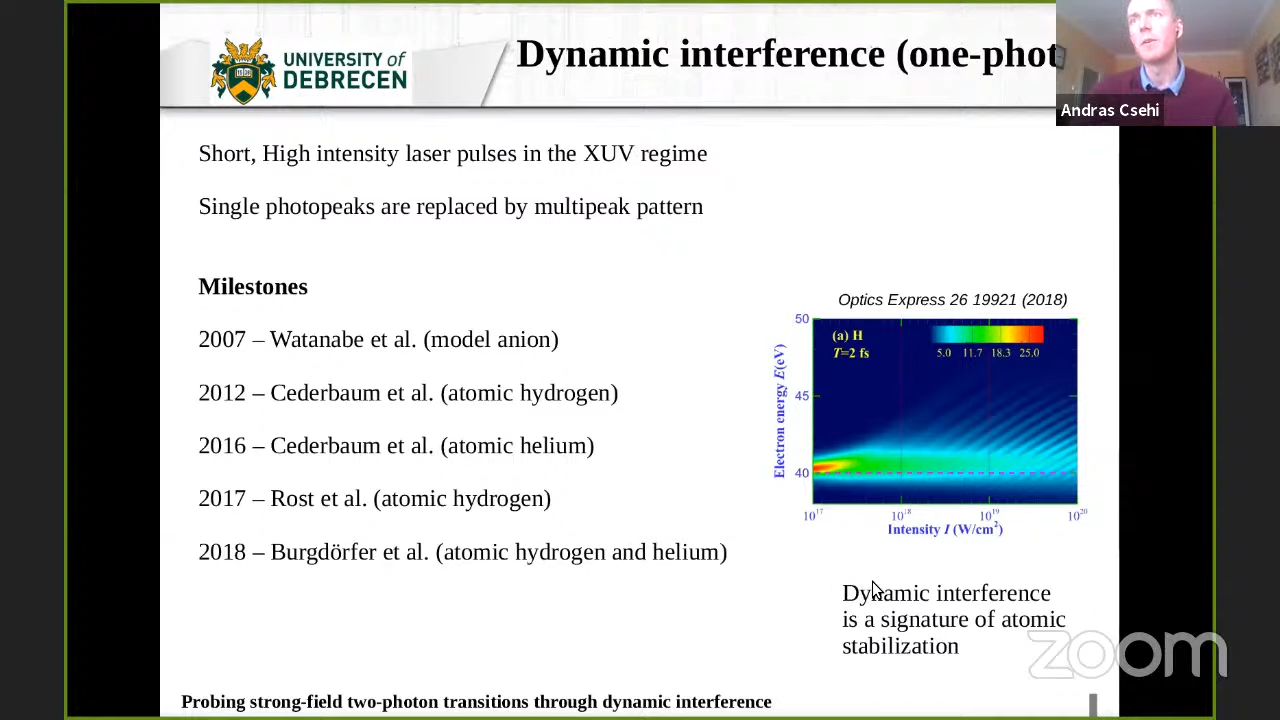 UNIVERSITY of
DEBRECEN
Dynamic interference (one-phot
Andras Csehi
Short, High intensity laser pulses in the XUV regime
Single photopeaks are replaced by multipeak pattern
Milestones
2007 – Watanabe et al. (model anion)
2012 – Cederbaum et al. (atomic hydrogen)
2016 – Cederbaum et al. (atomic helium)
2017 – Rost et al. (atomic hydrogen)
2018 – Burgdörfer et al. (atomic hydrogen and helium)
Optics Express 26 19921 (2018)
50
45
40
Electron energy E(eV)
(a) H
T=2 fs
5.0 11.7 18.3 25.0
10¹⁷ 10¹⁸ 10¹⁹ 10²⁰
Intensity I (W/cm²)
Dynamic interference
is a signature of atomic
stabilization
zoom
Probing strong-field two-photon transitions through dynamic interference